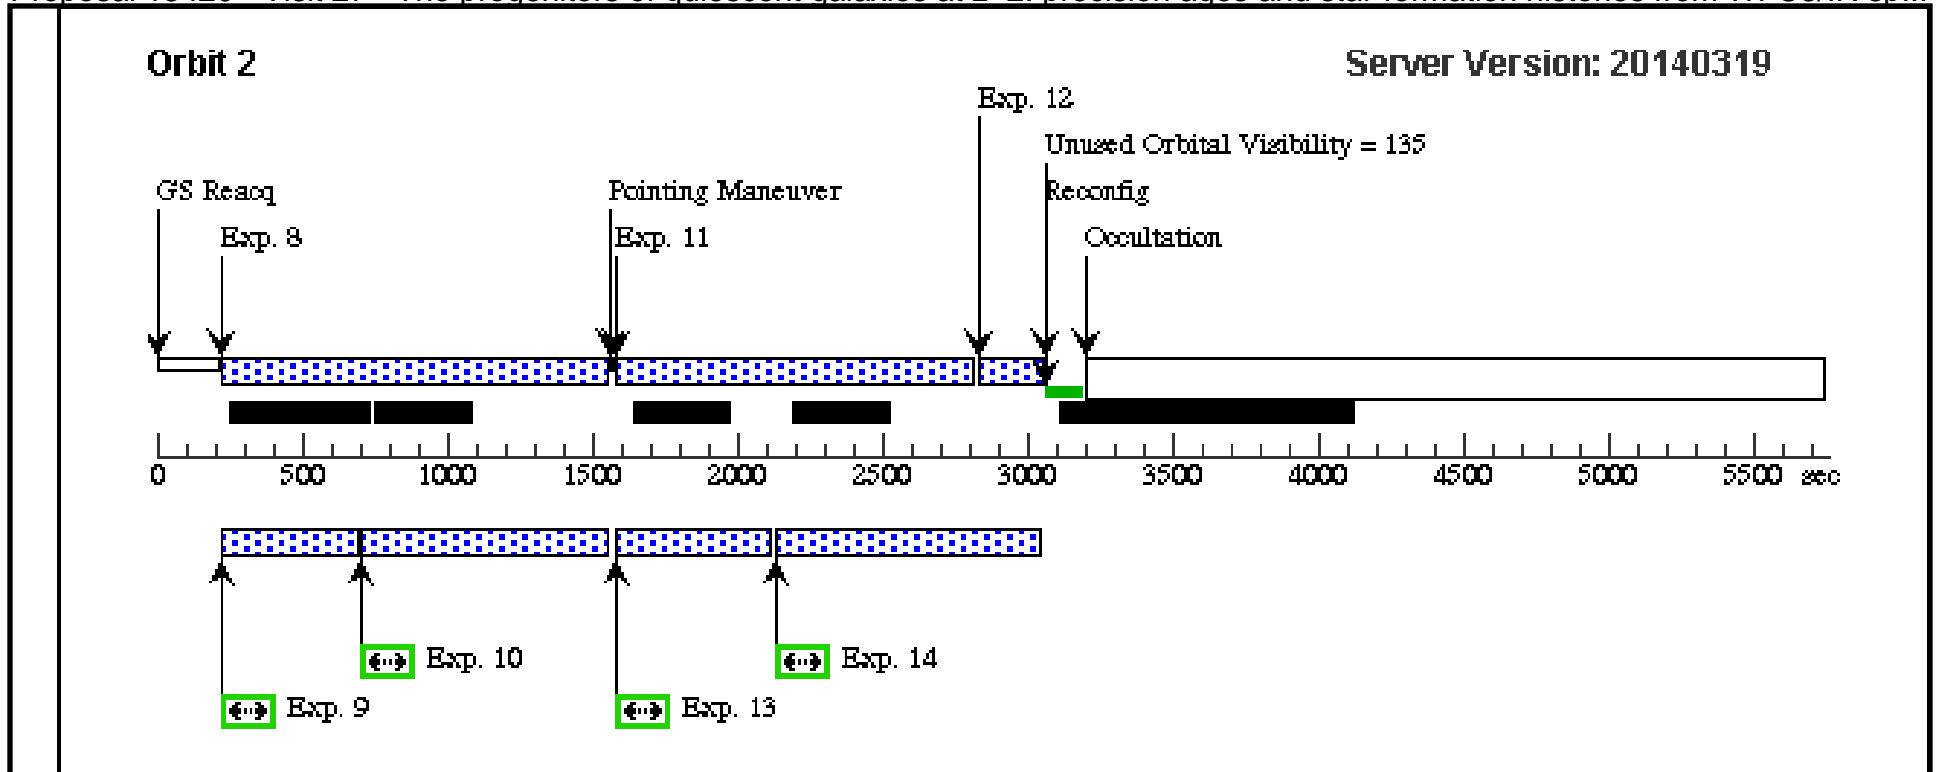 Orbit 2
Server Version: 20140319
Exp. 12
Unused Orbital Visibility = 135
GS Reacq
Pointing Maneuver
Reconfig
Exp. 8
Exp. 11
Occultation
0 500 1000 1500 2000 2500 3000 3500 4000 4500 5000 5500 sec
Exp. 10
Exp. 14
Exp. 9
Exp. 13